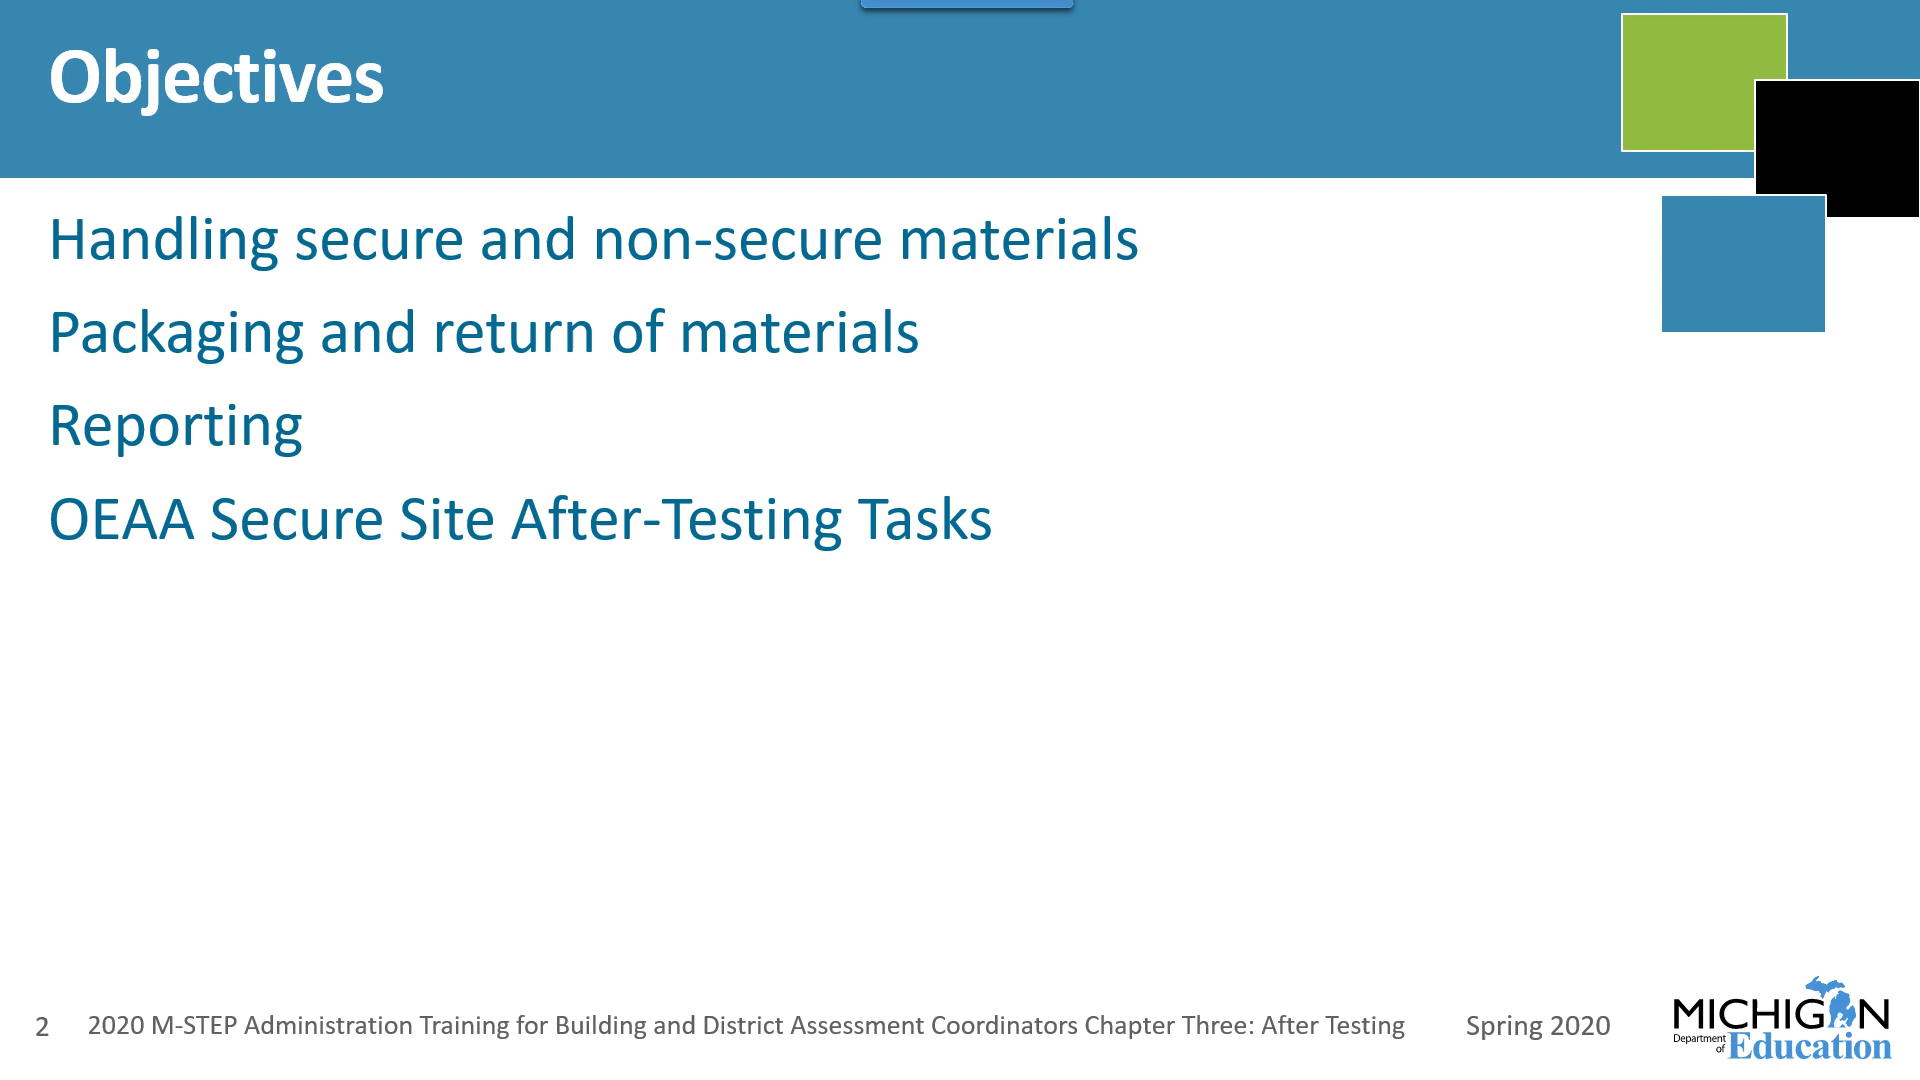 Objectives
Handling secure and non-secure materials
Packaging and return of materials
Reporting
OEAA Secure Site After-Testing Tasks
2 2020 M-STEP Administration Training for Building and District Assessment Coordinators Chapter Three: After Testing Spring 2020
MICHIGAN
Department of Education